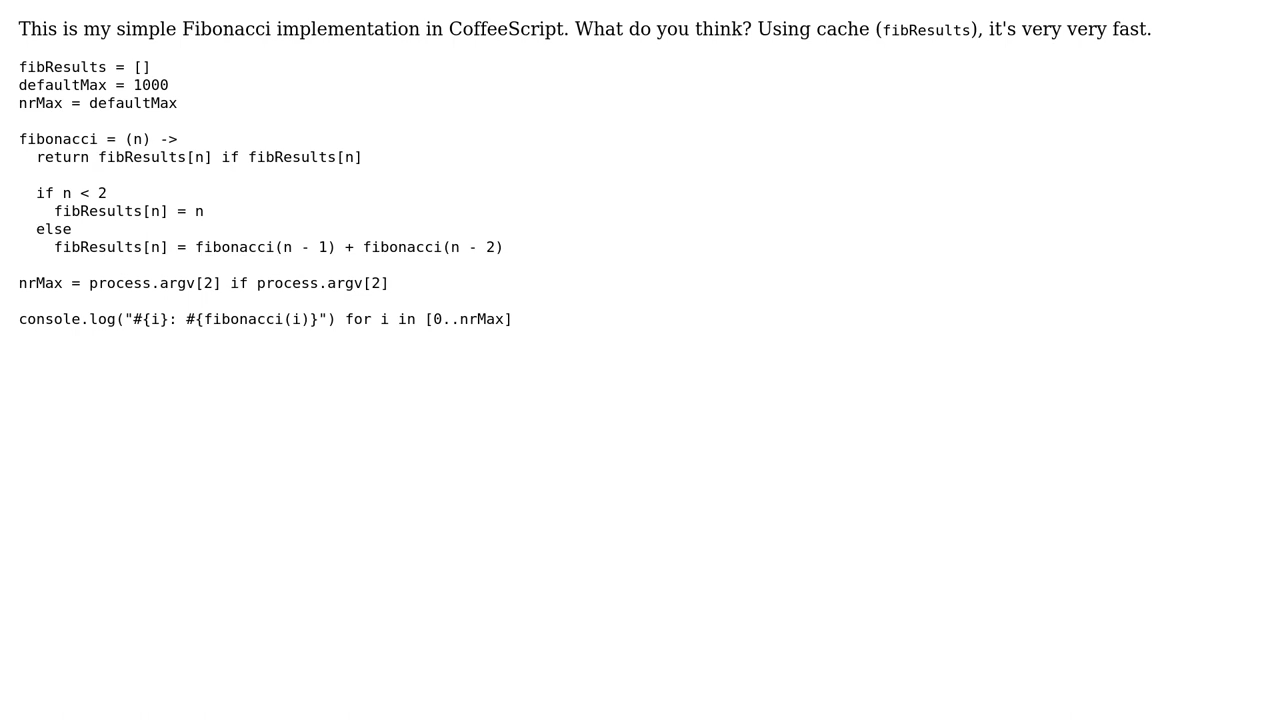 This is my simple Fibonacci implementation in CoffeeScript. What do you think? Using cache (fibResults), it's very very fast.
fibResults = []
defaultMax = 1000
nrMax = defaultMax
fibonacci = (n) ->
  return fibResults[n] if fibResults[n]
  if n < 2
    fibResults[n] = n
  else
    fibResults[n] = fibonacci(n - 1) + fibonacci(n - 2)
nrMax = process.argv[2] if process.argv[2]
console.log("#{i}: #{fibonacci(i)}") for i in [0..nrMax]